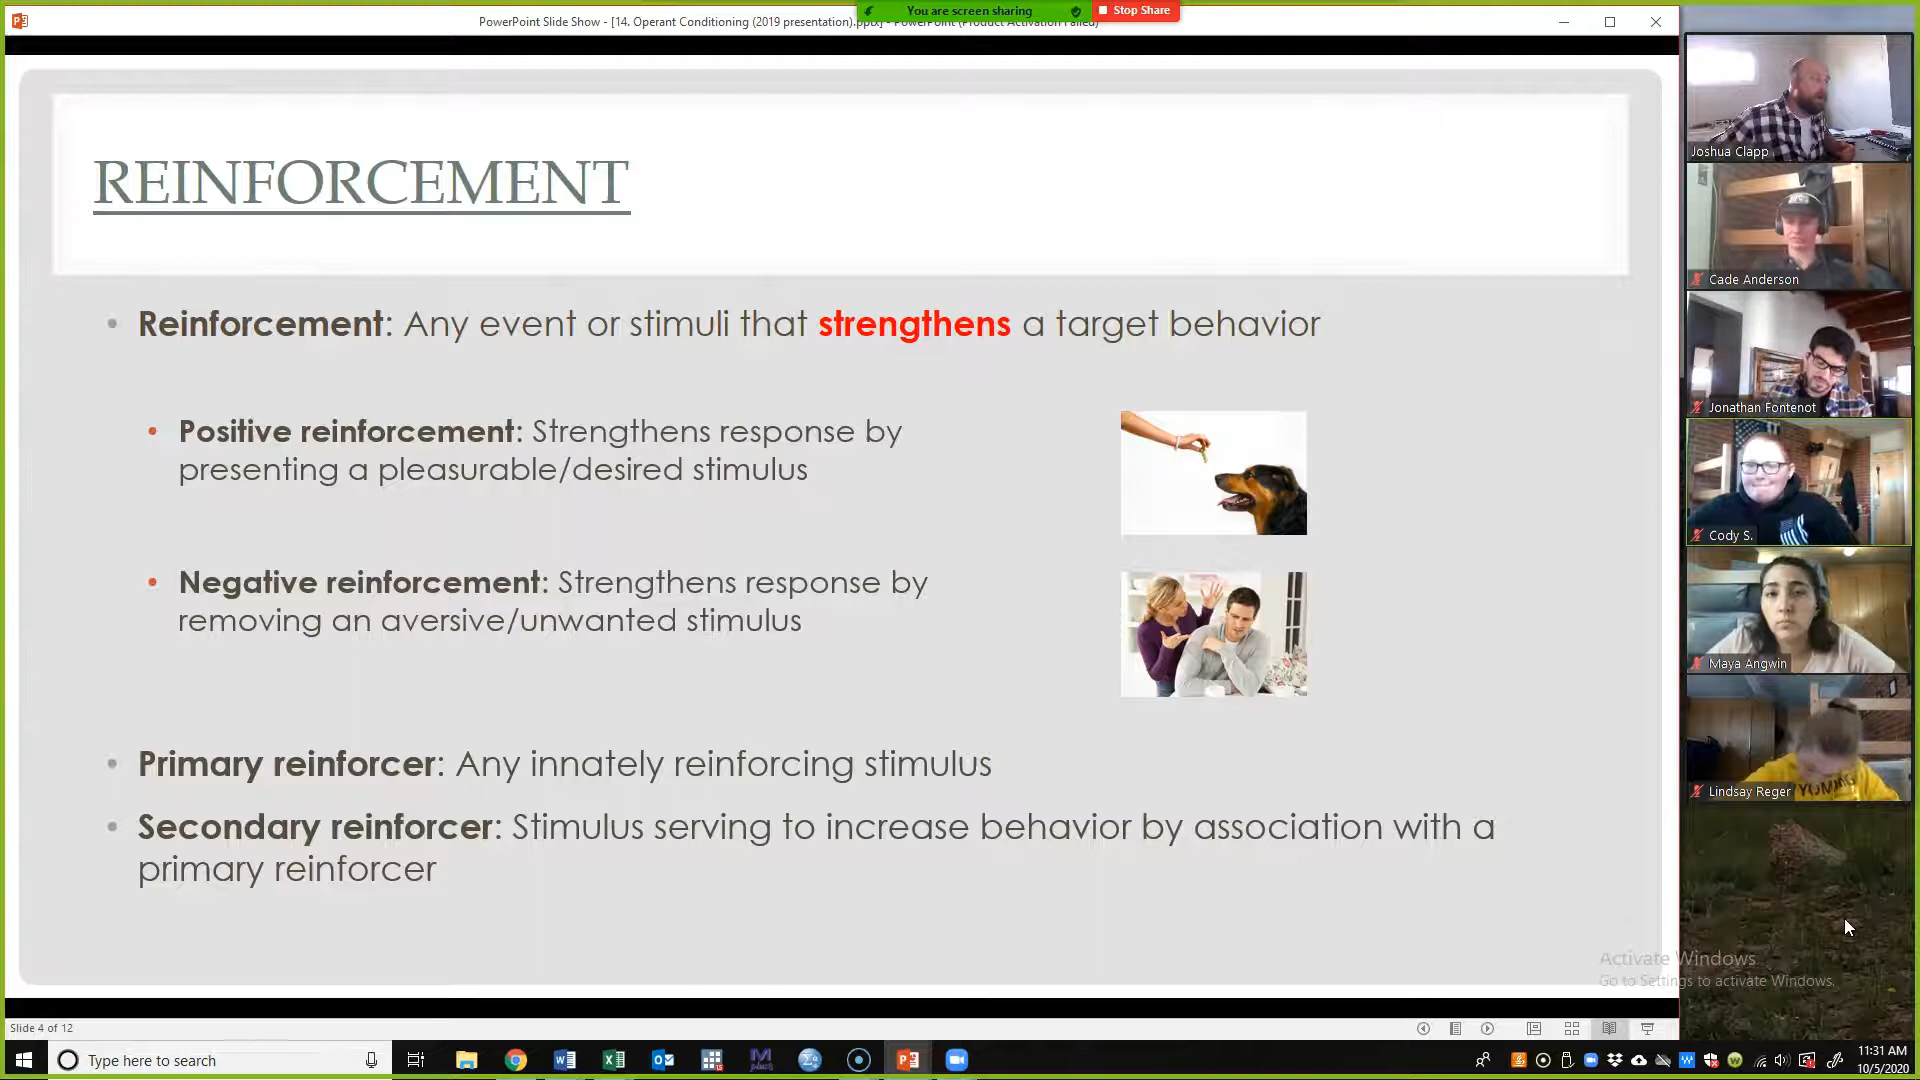 PowerPoint Slide Show - [14. Operant Conditioning (2019 presentation).pptx] - PowerPoint (Product Activation Failed)
You are screen sharing
Stop Share
REINFORCEMENT
• Reinforcement: Any event or stimuli that strengthens a target behavior
• Positive reinforcement: Strengthens response by
presenting a pleasurable/desired stimulus
• Negative reinforcement: Strengthens response by
removing an aversive/unwanted stimulus
• Primary reinforcer: Any innately reinforcing stimulus
• Secondary reinforcer: Stimulus serving to increase behavior by association with a
primary reinforcer
Joshua Clapp
Cade Anderson
Jonathan Fontenot
Cody S.
Maya Angwin
Lindsay Reger
Activate Windows
Go to Settings to activate Windows.
Slide 4 of 12
Type here to search
11:31 AM
10/5/2020